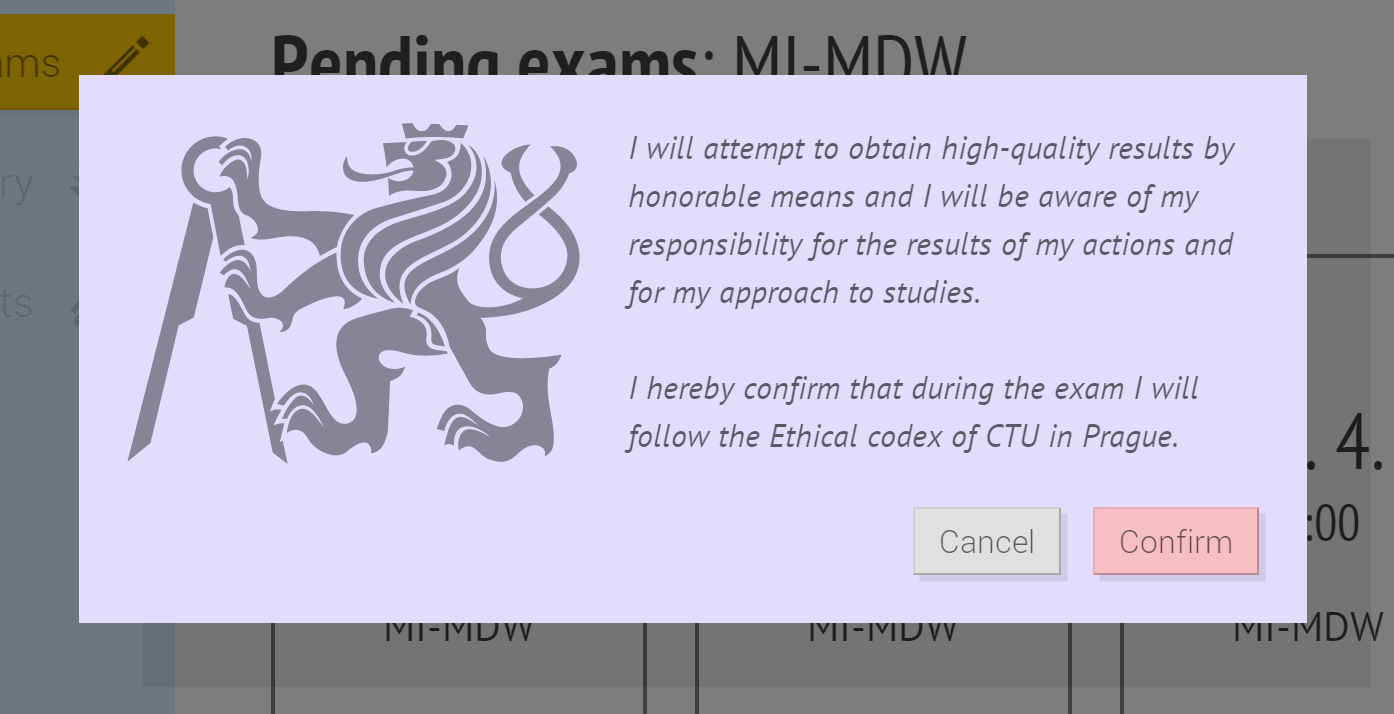 ams
Pending exams: MI-MDW
ry
ts
I will attempt to obtain high-quality results by
honorable means and I will be aware of my
responsibility for the results of my actions and
for my approach to studies.
I hereby confirm that during the exam I will
follow the Ethical codex of CTU in Prague.
. 4.
:00
Cancel
Confirm
MI-MDW
MI-MDW
MI-MDW